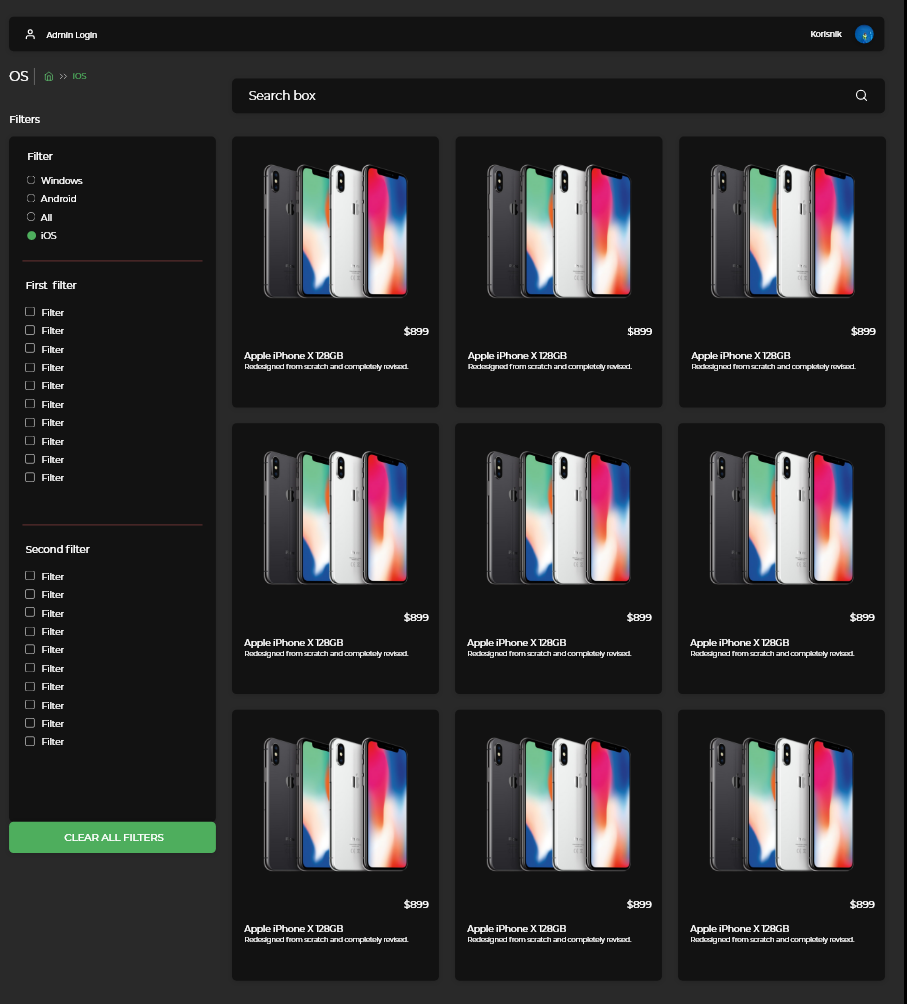 Admin Login
Korisnik
OS
>> IOS
Search box
Filters
Filter
Windows
Android
All
iOS
First filter
Filter
Filter
Filter
Filter
Filter
Filter
Filter
Filter
Filter
Filter
Second filter
Filter
Filter
Filter
Filter
Filter
Filter
Filter
Filter
Filter
Filter
CLEAR ALL FILTERS
$899
Apple iPhone X 128GB
Redesigned from scratch and completely revised.
$899
Apple iPhone X 128GB
Redesigned from scratch and completely revised.
$899
Apple iPhone X 128GB
Redesigned from scratch and completely revised.
$899
Apple iPhone X 128GB
Redesigned from scratch and completely revised.
$899
Apple iPhone X 128GB
Redesigned from scratch and completely revised.
$899
Apple iPhone X 128GB
Redesigned from scratch and completely revised.
$899
Apple iPhone X 128GB
Redesigned from scratch and completely revised.
$899
Apple iPhone X 128GB
Redesigned from scratch and completely revised.
$899
Apple iPhone X 128GB
Redesigned from scratch and completely revised.